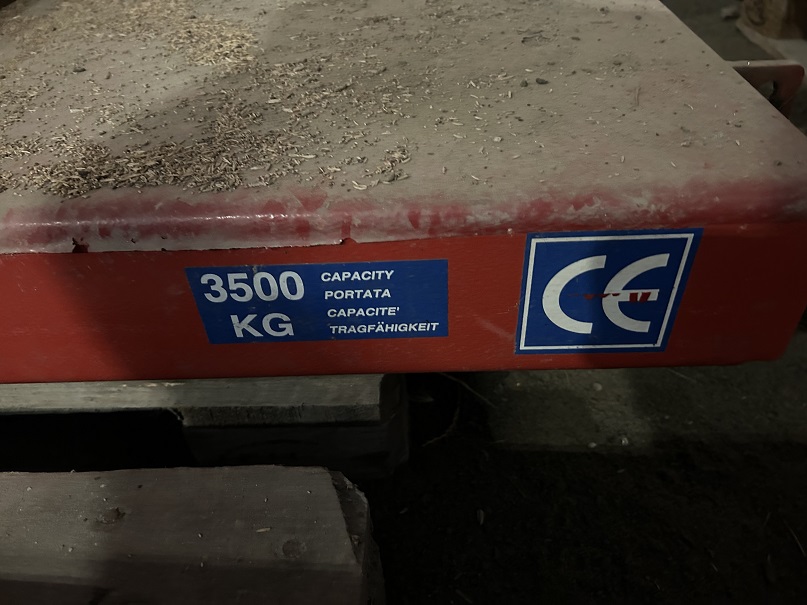 3500 KG
CAPACITY
PORTATA
CAPACITE'
TRAGFÄHIGKEIT
CE